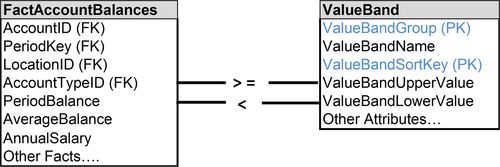 FactAccountBalances
AccountID (FK)
PeriodKey (FK)
LocationID (FK)
AccountTypeID (FK)
PeriodBalance
AverageBalance
AnnualSalary
Other Facts....
> =
<
ValueBand
ValueBandGroup (PK)
ValueBandName
ValueBandSortKey (PK)
ValueBandUpperValue
ValueBandLowerValue
Other Attributes…